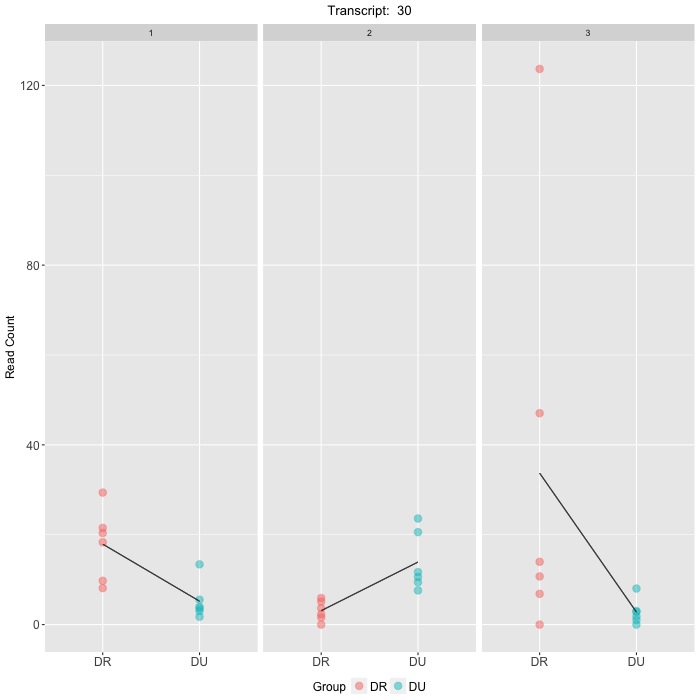 Transcript: 30
1 2 3
120
80
40
0
Read Count
DR DU DR DU DR DU
Group DR DU